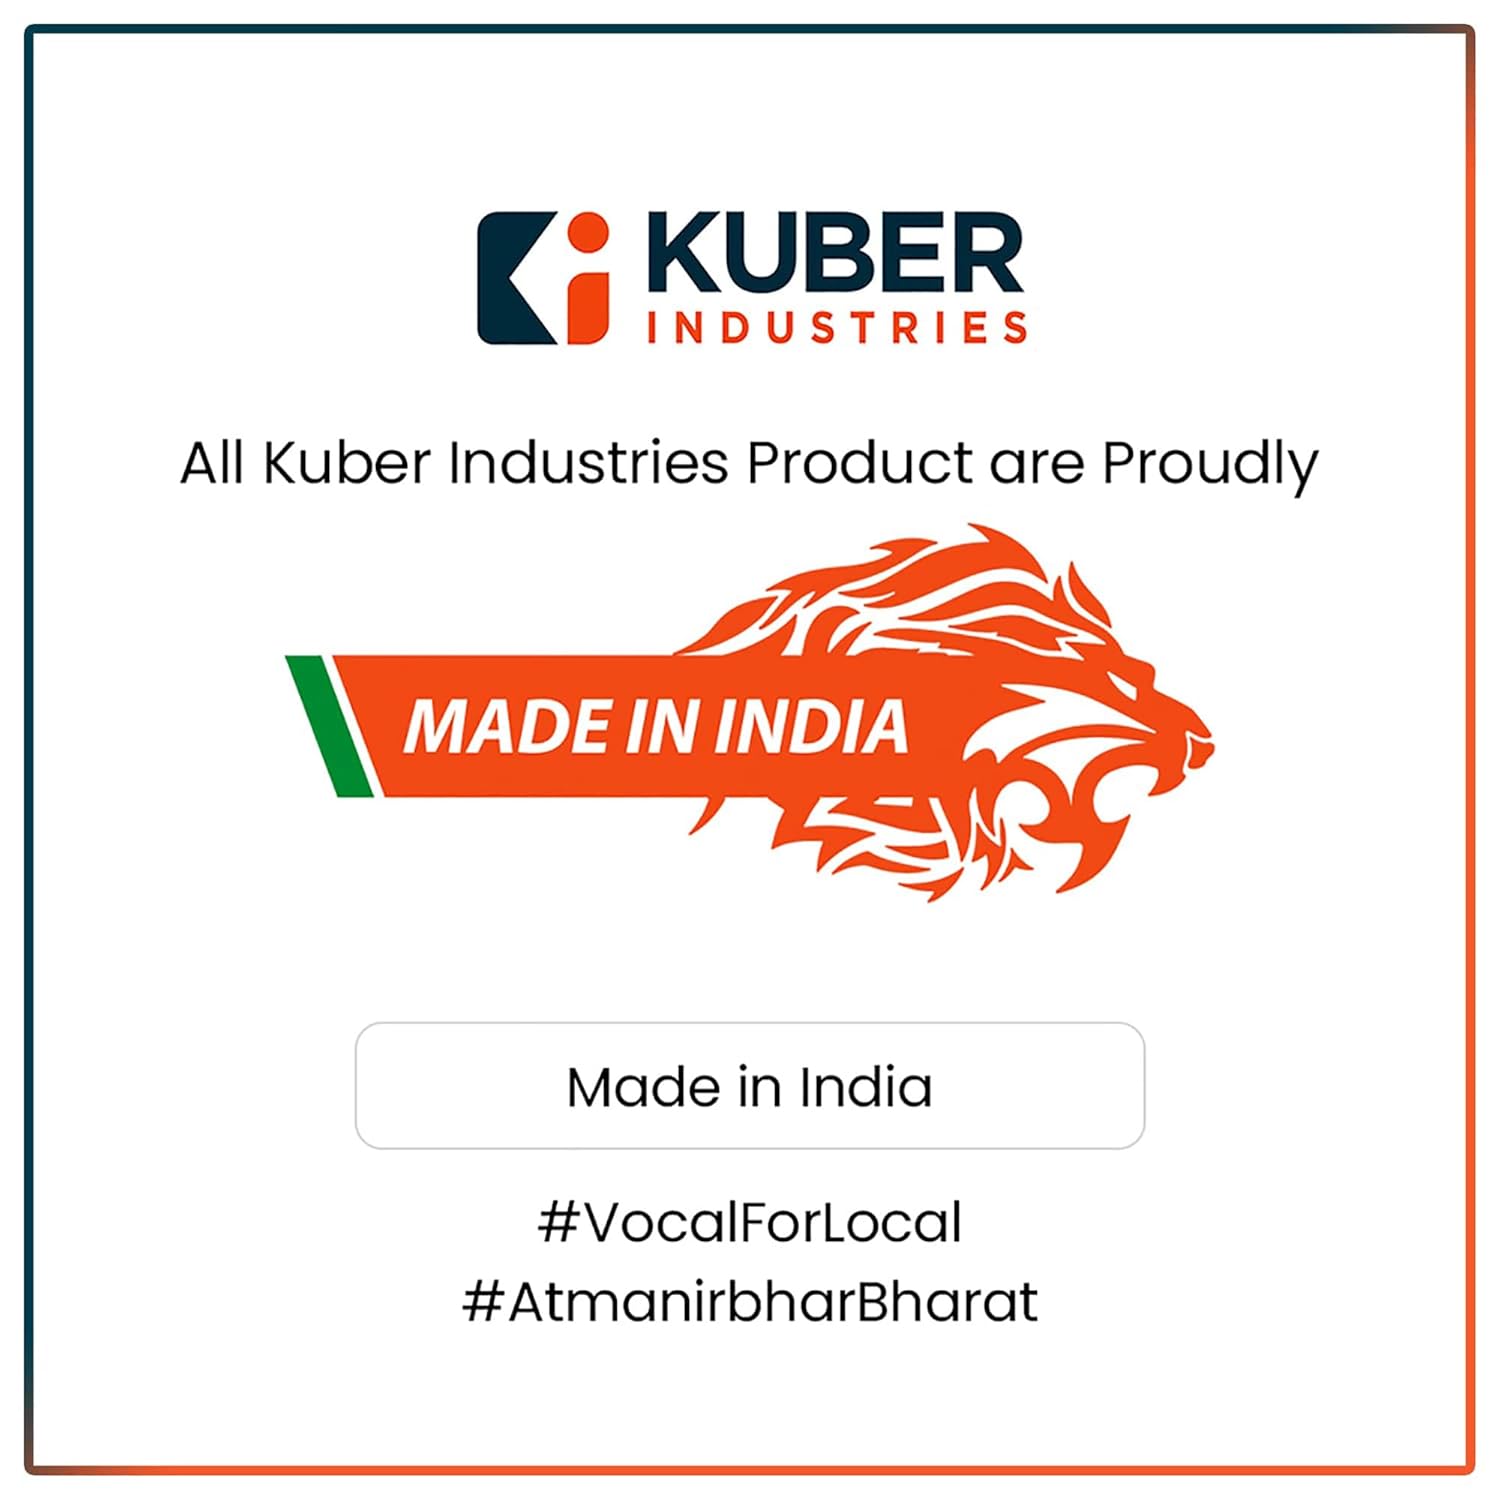 KUBER
INDUSTRIES
All Kuber Industries Product are Proudly
MADE IN INDIA
Made in India
#VocalForLocal
#AtmanirbharBharat